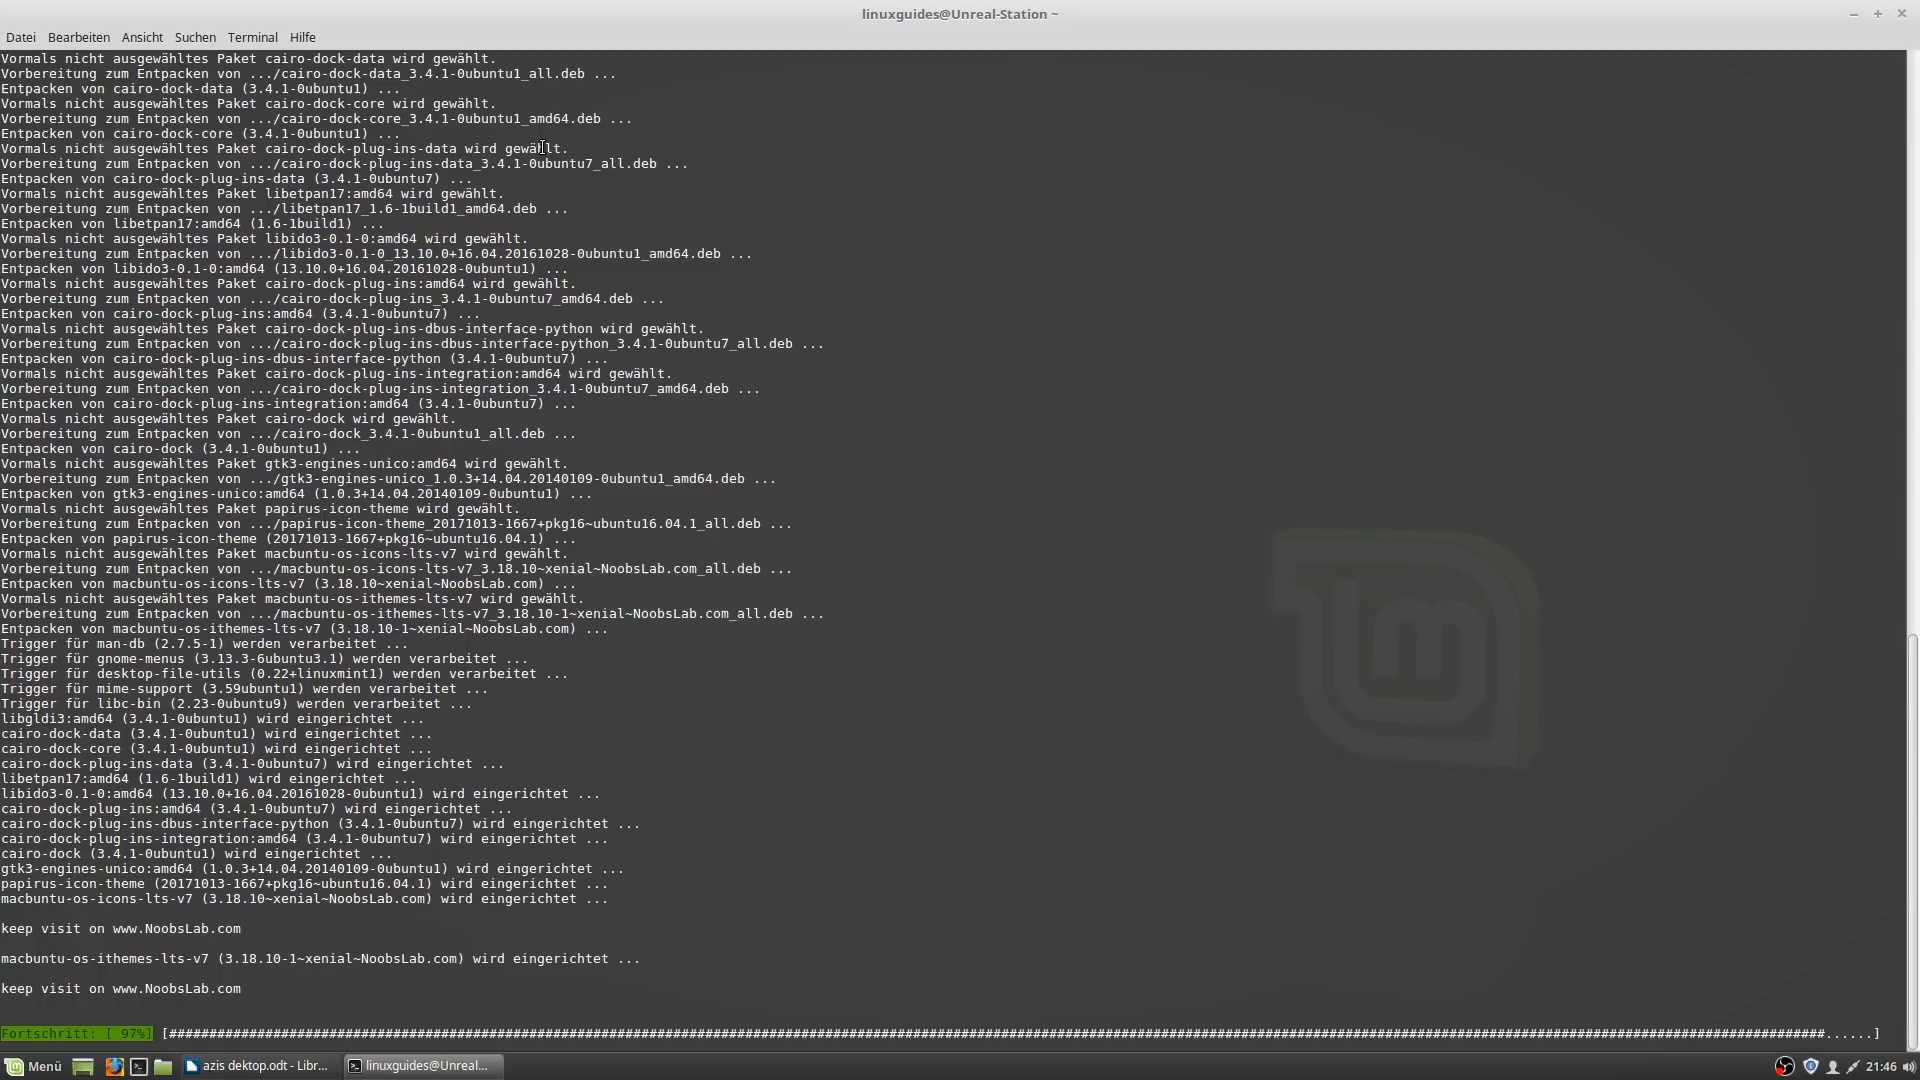 linuxguides@Unreal-Station ~
Datei Bearbeiten Ansicht Suchen Terminal Hilfe
Vormals nicht ausgewähltes Paket cairo-dock-data wird gewählt.
Vorbereitung zum Entpacken von .../cairo-dock-data_3.4.1-0ubuntu1_all.deb ...
Entpacken von cairo-dock-data (3.4.1-0ubuntu1) ...
Vormals nicht ausgewähltes Paket cairo-dock-core wird gewählt.
Vorbereitung zum Entpacken von .../cairo-dock-core_3.4.1-0ubuntu1_amd64.deb ...
Entpacken von cairo-dock-core (3.4.1-0ubuntu1) ...
Vormals nicht ausgewähltes Paket cairo-dock-plug-ins-data wird gewählt.
Vorbereitung zum Entpacken von .../cairo-dock-plug-ins-data_3.4.1-0ubuntu7_all.deb ...
Entpacken von cairo-dock-plug-ins-data (3.4.1-0ubuntu7) ...
Vormals nicht ausgewähltes Paket libetpan17:amd64 wird gewählt.
Vorbereitung zum Entpacken von .../libetpan17_1.6-1build1_amd64.deb ...
Entpacken von libetpan17:amd64 (1.6-1build1) ...
Vormals nicht ausgewähltes Paket libido3-0.1-0:amd64 wird gewählt.
Vorbereitung zum Entpacken von .../libido3-0.1-0_13.10.0+16.04.20161028-0ubuntu1_amd64.deb ...
Entpacken von libido3-0.1-0:amd64 (13.10.0+16.04.20161028-0ubuntu1) ...
Vormals nicht ausgewähltes Paket cairo-dock-plug-ins:amd64 wird gewählt.
Vorbereitung zum Entpacken von .../cairo-dock-plug-ins_3.4.1-0ubuntu7_amd64.deb ...
Entpacken von cairo-dock-plug-ins:amd64 (3.4.1-0ubuntu7) ...
Vormals nicht ausgewähltes Paket cairo-dock-plug-ins-dbus-interface-python wird gewählt.
Vorbereitung zum Entpacken von .../cairo-dock-plug-ins-dbus-interface-python_3.4.1-0ubuntu7_all.deb ...
Entpacken von cairo-dock-plug-ins-dbus-interface-python (3.4.1-0ubuntu7) ...
Vormals nicht ausgewähltes Paket cairo-dock-plug-ins-integration:amd64 wird gewählt.
Vorbereitung zum Entpacken von .../cairo-dock-plug-ins-integration_3.4.1-0ubuntu7_amd64.deb ...
Entpacken von cairo-dock-plug-ins-integration:amd64 (3.4.1-0ubuntu7) ...
Vormals nicht ausgewähltes Paket cairo-dock wird gewählt.
Vorbereitung zum Entpacken von .../cairo-dock_3.4.1-0ubuntu1_all.deb ...
Entpacken von cairo-dock (3.4.1-0ubuntu1) ...
Vormals nicht ausgewähltes Paket gtk3-engines-unico:amd64 wird gewählt.
Vorbereitung zum Entpacken von .../gtk3-engines-unico_1.0.3+14.04.20140109-0ubuntu1_amd64.deb ...
Entpacken von gtk3-engines-unico:amd64 (1.0.3+14.04.20140109-0ubuntu1) ...
Vormals nicht ausgewähltes Paket papirus-icon-theme wird gewählt.
Vorbereitung zum Entpacken von .../papirus-icon-theme_20171013-1667+pkg16~ubuntu16.04.1_all.deb ...
Entpacken von papirus-icon-theme (20171013-1667+pkg16~ubuntu16.04.1) ...
Vormals nicht ausgewähltes Paket macbuntu-os-icons-lts-v7 wird gewählt.
Vorbereitung zum Entpacken von .../macbuntu-os-icons-lts-v7_3.18.10~xenial~NoobsLab.com_all.deb ...
Entpacken von macbuntu-os-icons-lts-v7 (3.18.10~xenial~NoobsLab.com) ...
Vormals nicht ausgewähltes Paket macbuntu-os-ithemes-lts-v7 wird gewählt.
Vorbereitung zum Entpacken von .../macbuntu-os-ithemes-lts-v7_3.18.10-1~xenial~NoobsLab.com_all.deb ...
Entpacken von macbuntu-os-ithemes-lts-v7 (3.18.10-1~xenial~NoobsLab.com) ...
Trigger für man-db (2.7.5-1) werden verarbeitet ...
Trigger für gnome-menus (3.13.3-6ubuntu3.1) werden verarbeitet ...
Trigger für desktop-file-utils (0.22+linuxmint1) werden verarbeitet ...
Trigger für mime-support (3.59ubuntu1) werden verarbeitet ...
Trigger für libc-bin (2.23-0ubuntu9) werden verarbeitet ...
libgldi3:amd64 (3.4.1-0ubuntu1) wird eingerichtet ...
cairo-dock-data (3.4.1-0ubuntu1) wird eingerichtet ...
cairo-dock-core (3.4.1-0ubuntu1) wird eingerichtet ...
cairo-dock-plug-ins-data (3.4.1-0ubuntu7) wird eingerichtet ...
libetpan17:amd64 (1.6-1build1) wird eingerichtet ...
libido3-0.1-0:amd64 (13.10.0+16.04.20161028-0ubuntu1) wird eingerichtet ...
cairo-dock-plug-ins:amd64 (3.4.1-0ubuntu7) wird eingerichtet ...
cairo-dock-plug-ins-dbus-interface-python (3.4.1-0ubuntu7) wird eingerichtet ...
cairo-dock-plug-ins-integration:amd64 (3.4.1-0ubuntu7) wird eingerichtet ...
cairo-dock (3.4.1-0ubuntu1) wird eingerichtet ...
gtk3-engines-unico:amd64 (1.0.3+14.04.20140109-0ubuntu1) wird eingerichtet ...
papirus-icon-theme (20171013-1667+pkg16~ubuntu16.04.1) wird eingerichtet ...
macbuntu-os-icons-lts-v7 (3.18.10~xenial~NoobsLab.com) wird eingerichtet ...
keep visit on www.NoobsLab.com
macbuntu-os-ithemes-lts-v7 (3.18.10-1~xenial~NoobsLab.com) wird eingerichtet ...
keep visit on www.NoobsLab.com
Fortschritt: [ 97%] [###############################################################################################################################################################################################################......]
Menü azis dektop.odt - Libr... linuxguides@Unreal... 21:46